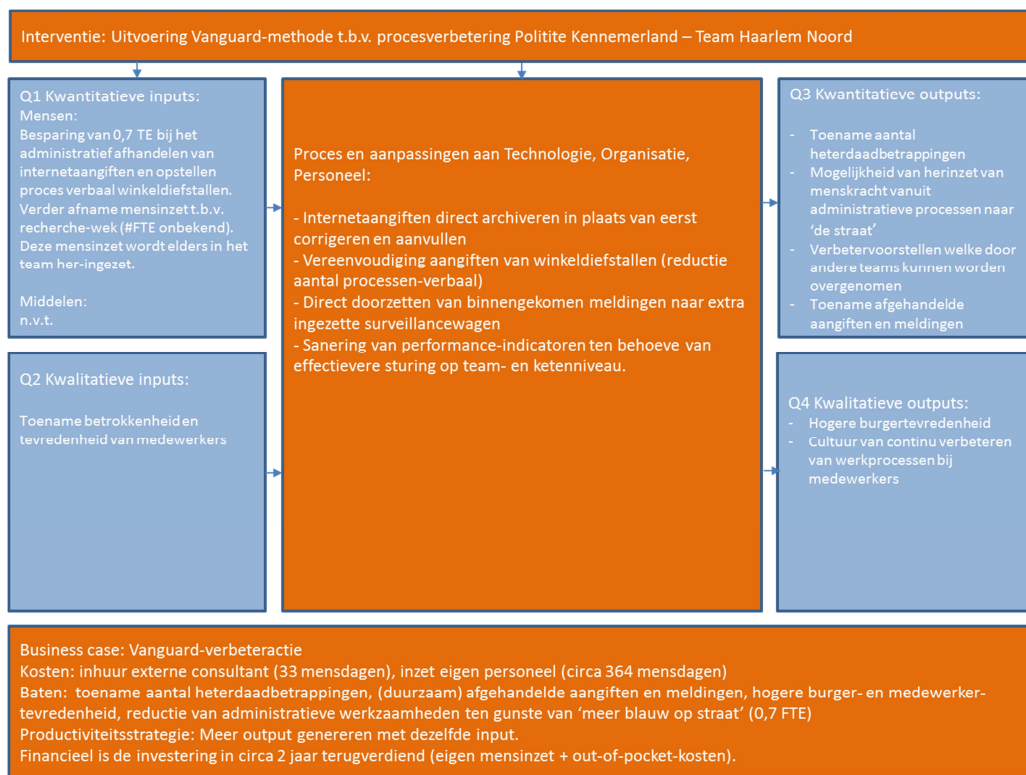 Interventie: Uitvoering Vanguard-methode t.b.v. procesverbetering Politite Kennemerland – Team Haarlem Noord
Q1 Kwantitatieve inputs:
Mensen:
Besparing van 0,7 TE bij het
administratief afhandelen van
internetaangiften en opstellen
proces verbaal winkeldiefstallen.
Verder afname mensinzet t.b.v.
recherche-wek (#FTE onbekend).
Deze mensinzet wordt elders in het
team her-ingezet.
Middelen:
n.v.t.
Q2 Kwalitatieve inputs:
Toename betrokkenheid en
tevredenheid van medewerkers
Proces en aanpassingen aan Technologie, Organisatie,
Personeel:
- Internetaangiften direct archiveren in plaats van eerst
corrigeren en aanvullen
- Vereenvoudiging aangiften van winkeldiefstallen (reductie
aantal processen-verbaal)
- Direct doorzetten van binnengekomen meldingen naar extra
ingezette surveillancewagen
- Sanering van performance-indicatoren ten behoeve van
effectievere sturing op team- en ketenniveau.
Q3 Kwantitatieve outputs:
- Toename aantal
heterdaadbetrappingen
- Mogelijkheid van herinzet van
menskracht vanuit
administratieve processen naar
‘de straat’
- Verbetervoorstellen welke door
andere teams kunnen worden
overgenomen
- Toename afgehandelde
aangiften en meldingen
Q4 Kwalitatieve outputs:
- Hogere burgertevredenheid
- Cultuur van continu verbeteren
van werkprocessen bij
medewerkers
Business case: Vanguard-verbeteractie
Kosten: inhuur externe consultant (33 mensdagen), inzet eigen personeel (circa 364 mensdagen)
Baten: toename aantal heterdaadbetrappingen, (duurzaam) afgehandelde aangiften en meldingen, hogere burger- en medewerker-
tevredenheid, reductie van administratieve werkzaamheden ten gunste van ‘meer blauw op straat’ (0,7 FTE)
Productiviteitsstrategie: Meer output genereren met dezelfde input.
Financieel is de investering in circa 2 jaar terugverdiend (eigen mensinzet + out-of-pocket-kosten).